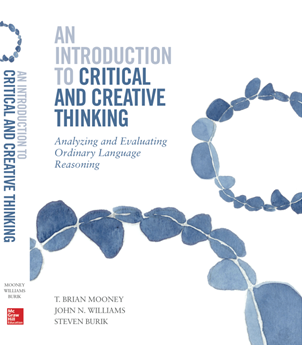 AN INTRODUCTION TO
CRITICAL AND CREATIVE THINKING
MOONEY
WILLIAMS
BURIK
Mc
Graw
Hill
Education
AN
INTRODUCTION
TO CRITICAL
AND CREATIVE
THINKING
Analyzing and Evaluating
Ordinary Language
Reasoning
T. BRIAN MOONEY
JOHN N. WILLIAMS
STEVEN BURIK